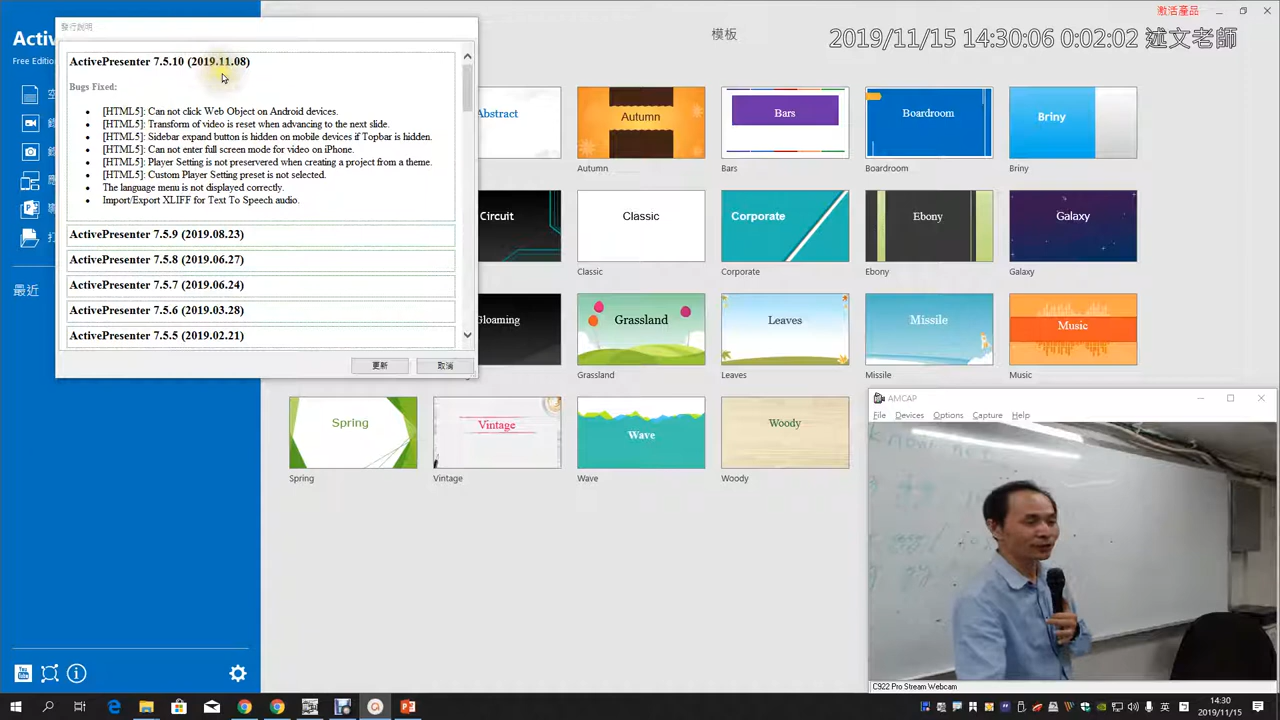 發行說明
ActivePresenter 7.5.10 (2019.11.08)
Bugs Fixed:
[HTML5]: Can not click Web Object on Android devices.
[HTML5]: Transform of video is reset when advancing to the next slide.
[HTML5]: Sidebar expand button is hidden on mobile devices if Topbar is hidden.
[HTML5]: Can not enter full screen mode for video on iPhone.
[HTML5]: Player Setting is not preservered when creating a project from a theme.
[HTML5]: Custom Player Setting preset is not selected.
The language menu is not displayed correctly.
Import/Export XLIFF for Text To Speech audio.
ActivePresenter 7.5.9 (2019.08.23)
ActivePresenter 7.5.8 (2019.06.27)
ActivePresenter 7.5.7 (2019.06.24)
ActivePresenter 7.5.6 (2019.03.28)
ActivePresenter 7.5.5 (2019.02.21)
更新
取消
Activ
Free Edition
最近
激活產品
模板
2019/11/15 14:30:06 0:02:02 述文老師
Abstract
Autumn
Bars
Boardroom
Briny
Autumn
Bars
Boardroom
Briny
Circuit
Classic
Corporate
Ebony
Galaxy
Classic
Corporate
Ebony
Galaxy
Gloaming
Grassland
Leaves
Missile
Music
Grassland
Leaves
Missile
Music
Spring
Vintage
Wave
Woody
Spring
Vintage
Wave
Woody
AMCAP
File Devices Options Capture Help
C922 Pro Stream Webcam
14:30
2019/11/15